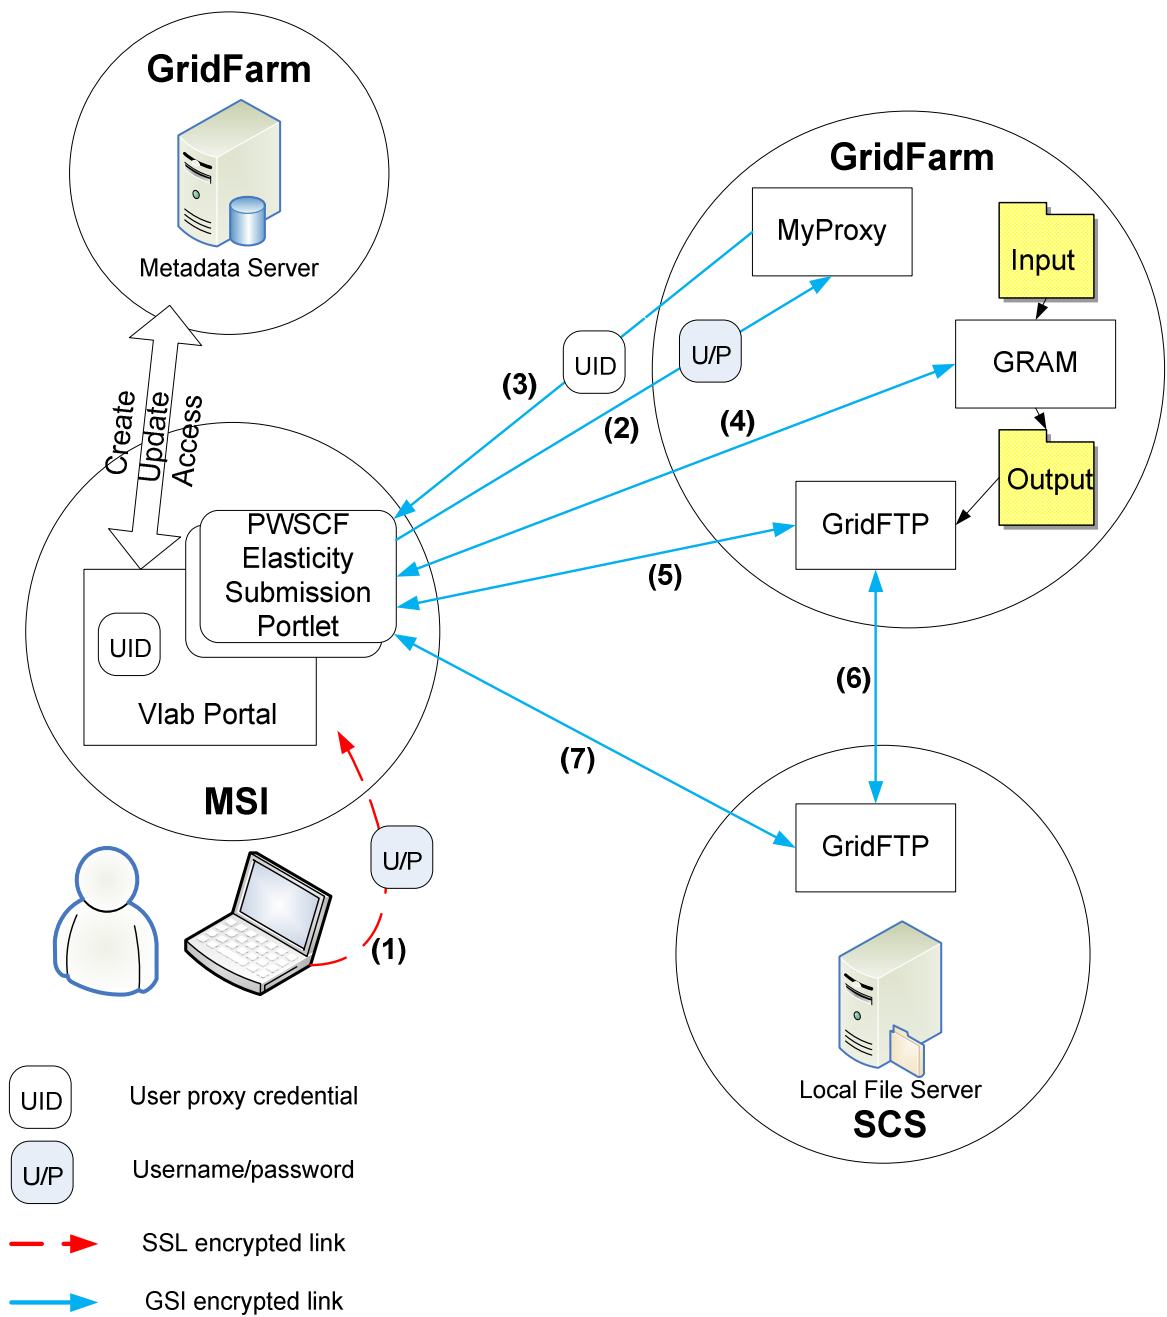 GridFarm
Metadata Server
GridFarm
MyProxy
Input
GRAM
Output
GridFTP
UID
U/P
(3)
(2)
(4)
(5)
(6)
(7)
Create
Update
Access
PWSCF
Elasticity
Submission
Portlet
UID
Vlab Portal
MSI
U/P
(1)
GridFTP
Local File Server
SCS
UID User proxy credential
U/P Username/password
SSL encrypted link
GSI encrypted link